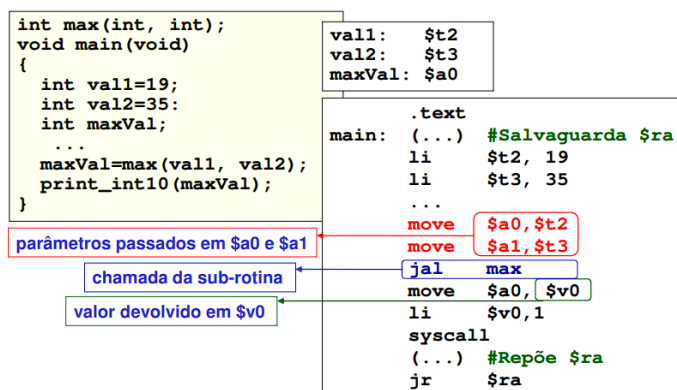 int max(int, int);
void main(void)
{
int val1=19;
int val2=35:
int maxVal;
...
maxVal=max(val1, val2);
print_int10(maxVal);
}
val1: $t2
val2: $t3
maxVal: $a0
.text
main: (...) #Salvaguarda $ra
li $t2, 19
li $t3, 35
...
move $a0,$t2
move $a1,$t3
jal max
move $a0,$v0
li $v0,1
syscall
(...) #Repõe $ra
jr $ra
parâmetros passados em $a0 e $a1
chamada da sub-rotina
valor devolvido em $v0